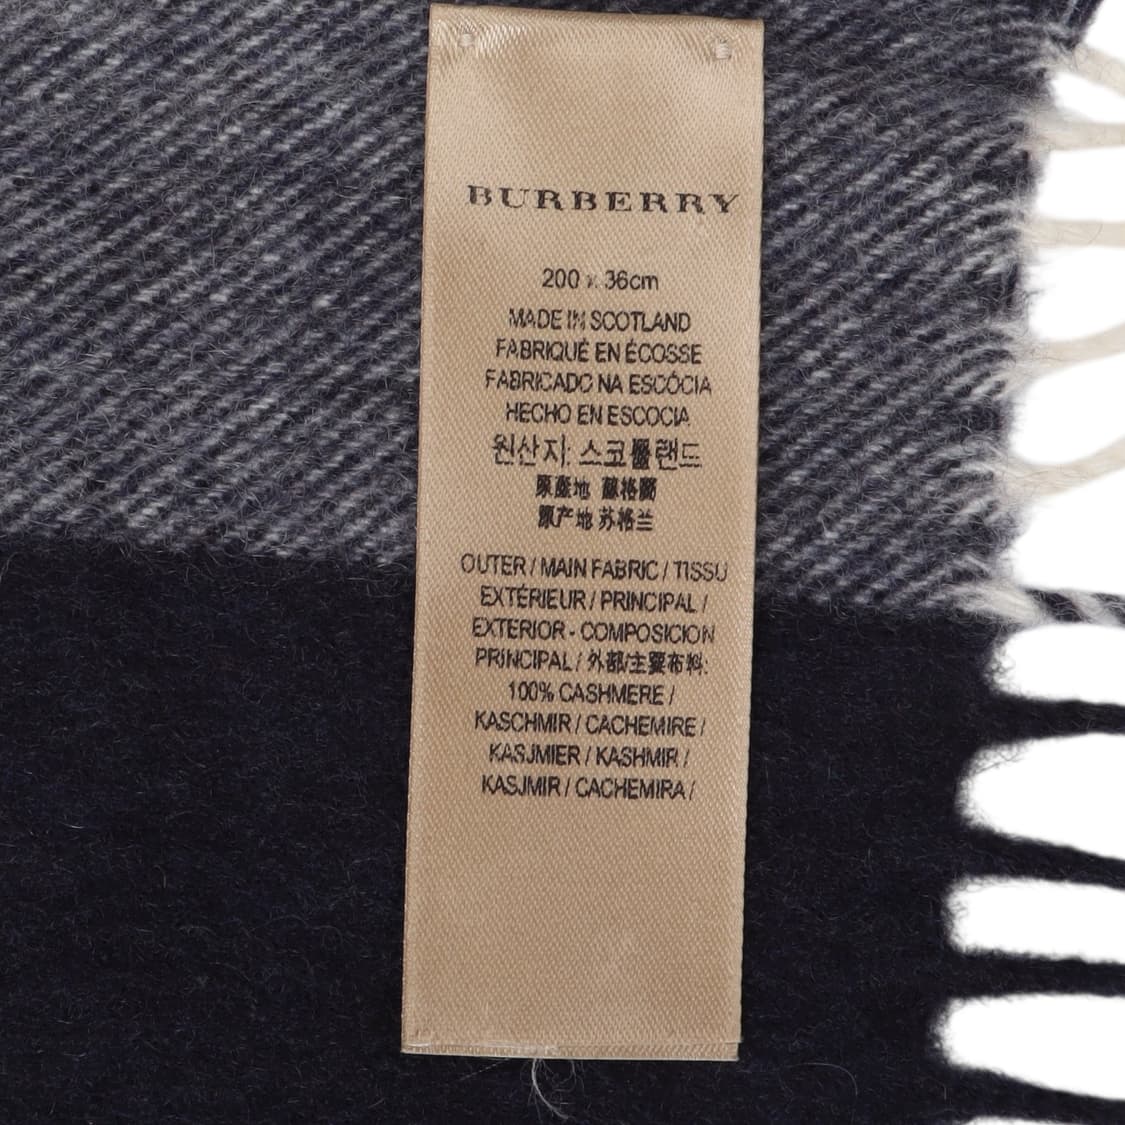 BURBERRY
200 x 36cm
MADE IN SCOTLAND
FABRIQUÉ EN ÉCOSSE
FABRICADO NA ESCÓCIA
HECHO EN ESCOCIA
원산지: 스코틀랜드
原產地 蘇格蘭
原产地 苏格兰
OUTER / MAIN FABRIC / TISSU
EXTÉRIEUR / PRINCIPAL /
EXTERIOR - COMPOSICION
PRINCIPAL / 外部/主要布料:
100% CASHMERE /
KASCHMIR / CACHEMIRE /
KASJMIER / KASHMIR /
KASJMIR / CACHEMIRA /